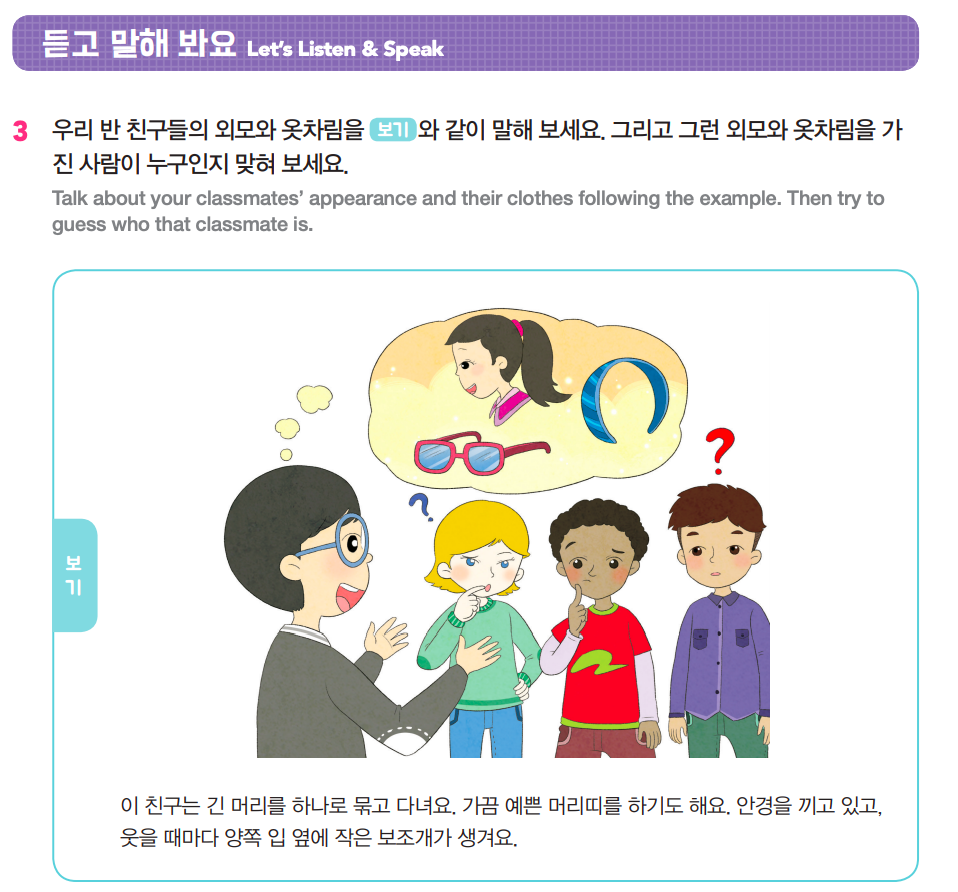 듣고 말해 봐요 Let's Listen & Speak
3 우리 반 친구들의 외모와 옷차림을 보기 와 같이 말해 보세요. 그리고 그런 외모와 옷차림을 가
진 사람이 누구인지 맞혀 보세요.
Talk about your classmates' appearance and their clothes following the example. Then try to
guess who that classmate is.
?
?
보
기
이 친구는 긴 머리를 하나로 묶고 다녀요. 가끔 예쁜 머리띠를 하기도 해요. 안경을 끼고 있고,
웃을 때마다 양쪽 입 옆에 작은 보조개가 생겨요.